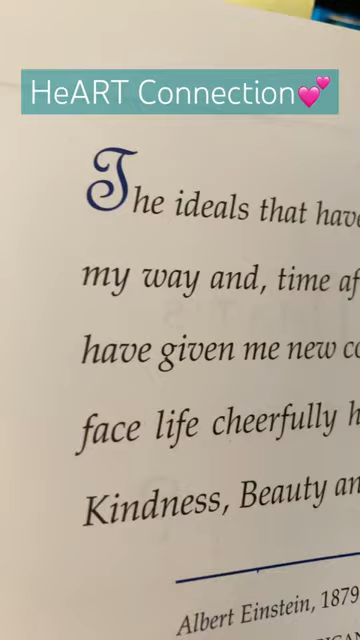 HeART Connection💕
The ideals that have
my way and, time
have given me new
face life cheerfully
Kindness, Beauty
Albert Einstein, 1879